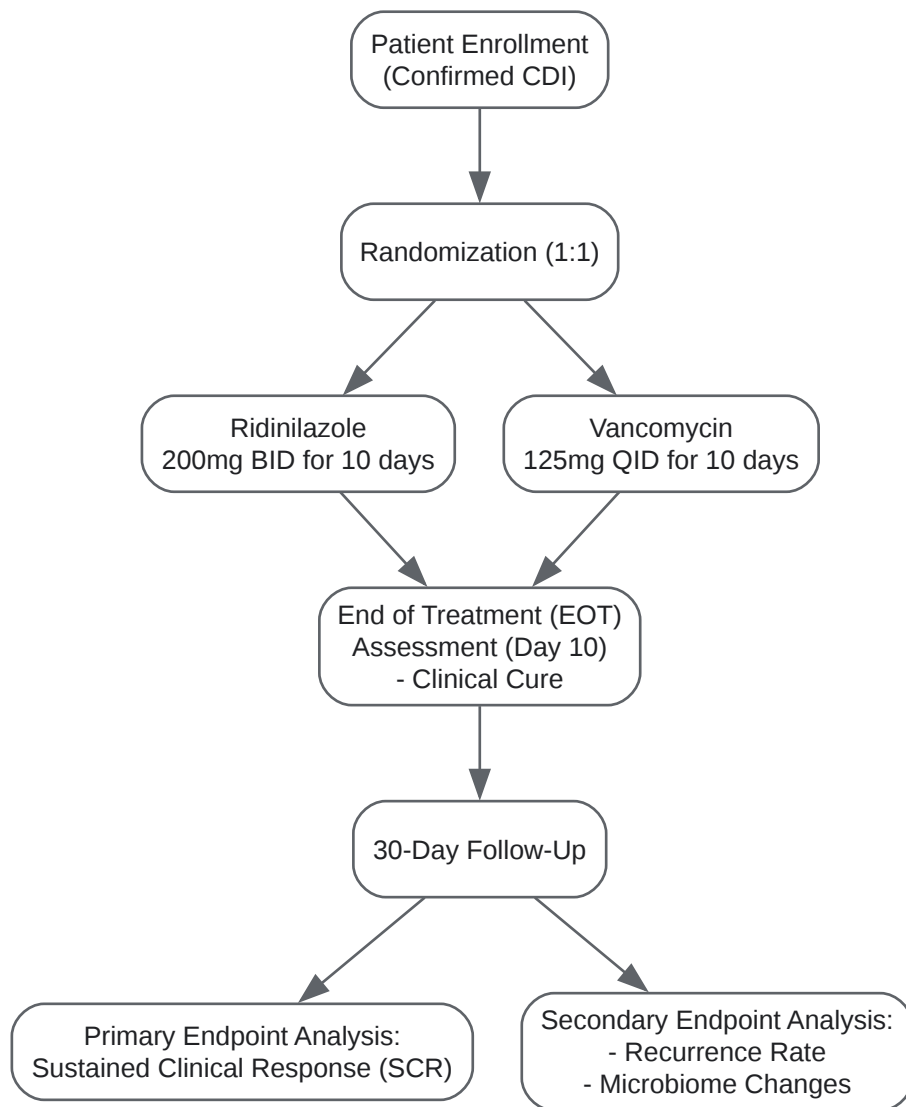 Patient Enrollment
(Confirmed CDI)
Randomization (1:1)
Ridinilazole
200mg BID for 10 days
Vancomycin
125mg QID for 10 days
End of Treatment (EOT)
Assessment (Day 10)
- Clinical Cure
30-Day Follow-Up
Primary Endpoint Analysis:
Sustained Clinical Response (SCR)
Secondary Endpoint Analysis:
- Recurrence Rate
- Microbiome Changes